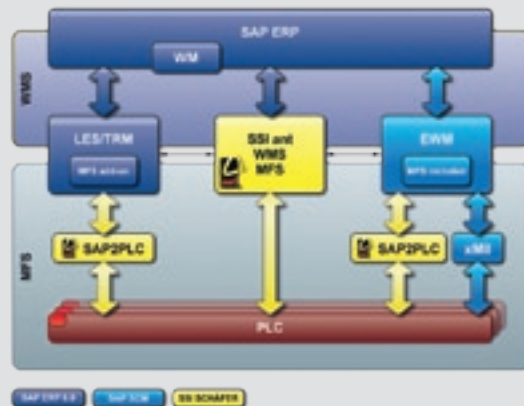 SAP ERP
WM
WMS
LES/TRM
MFS add-on
SSI ant
WMS
MFS
EWM
MFS included
SAP2PLC
SAP2PLC
xMII
MFS
PLC
SAP ERP 6.0
SAP SCM
SSI SCHÄFER